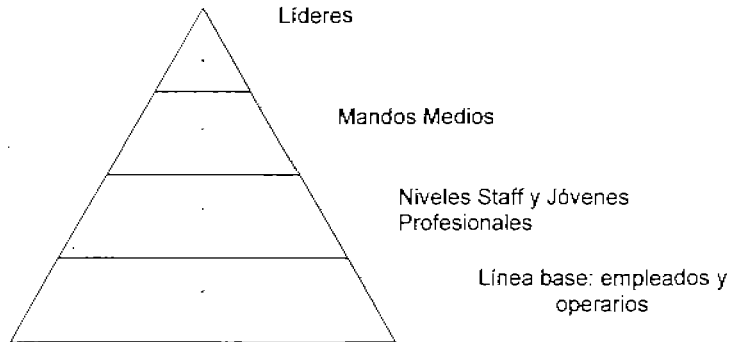 Líderes
Mandos Medios
Niveles Staff y Jóvenes
Profesionales
Línea base: empleados y
operarios